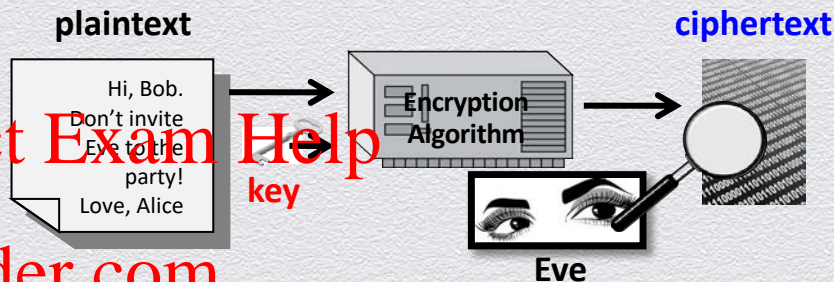 plaintext
ciphertext
Hi, Bob.
Don't invite
Eve to the
party!
Love, Alice
Encryption
Algorithm
key
t Exam Help
Eve
der.com